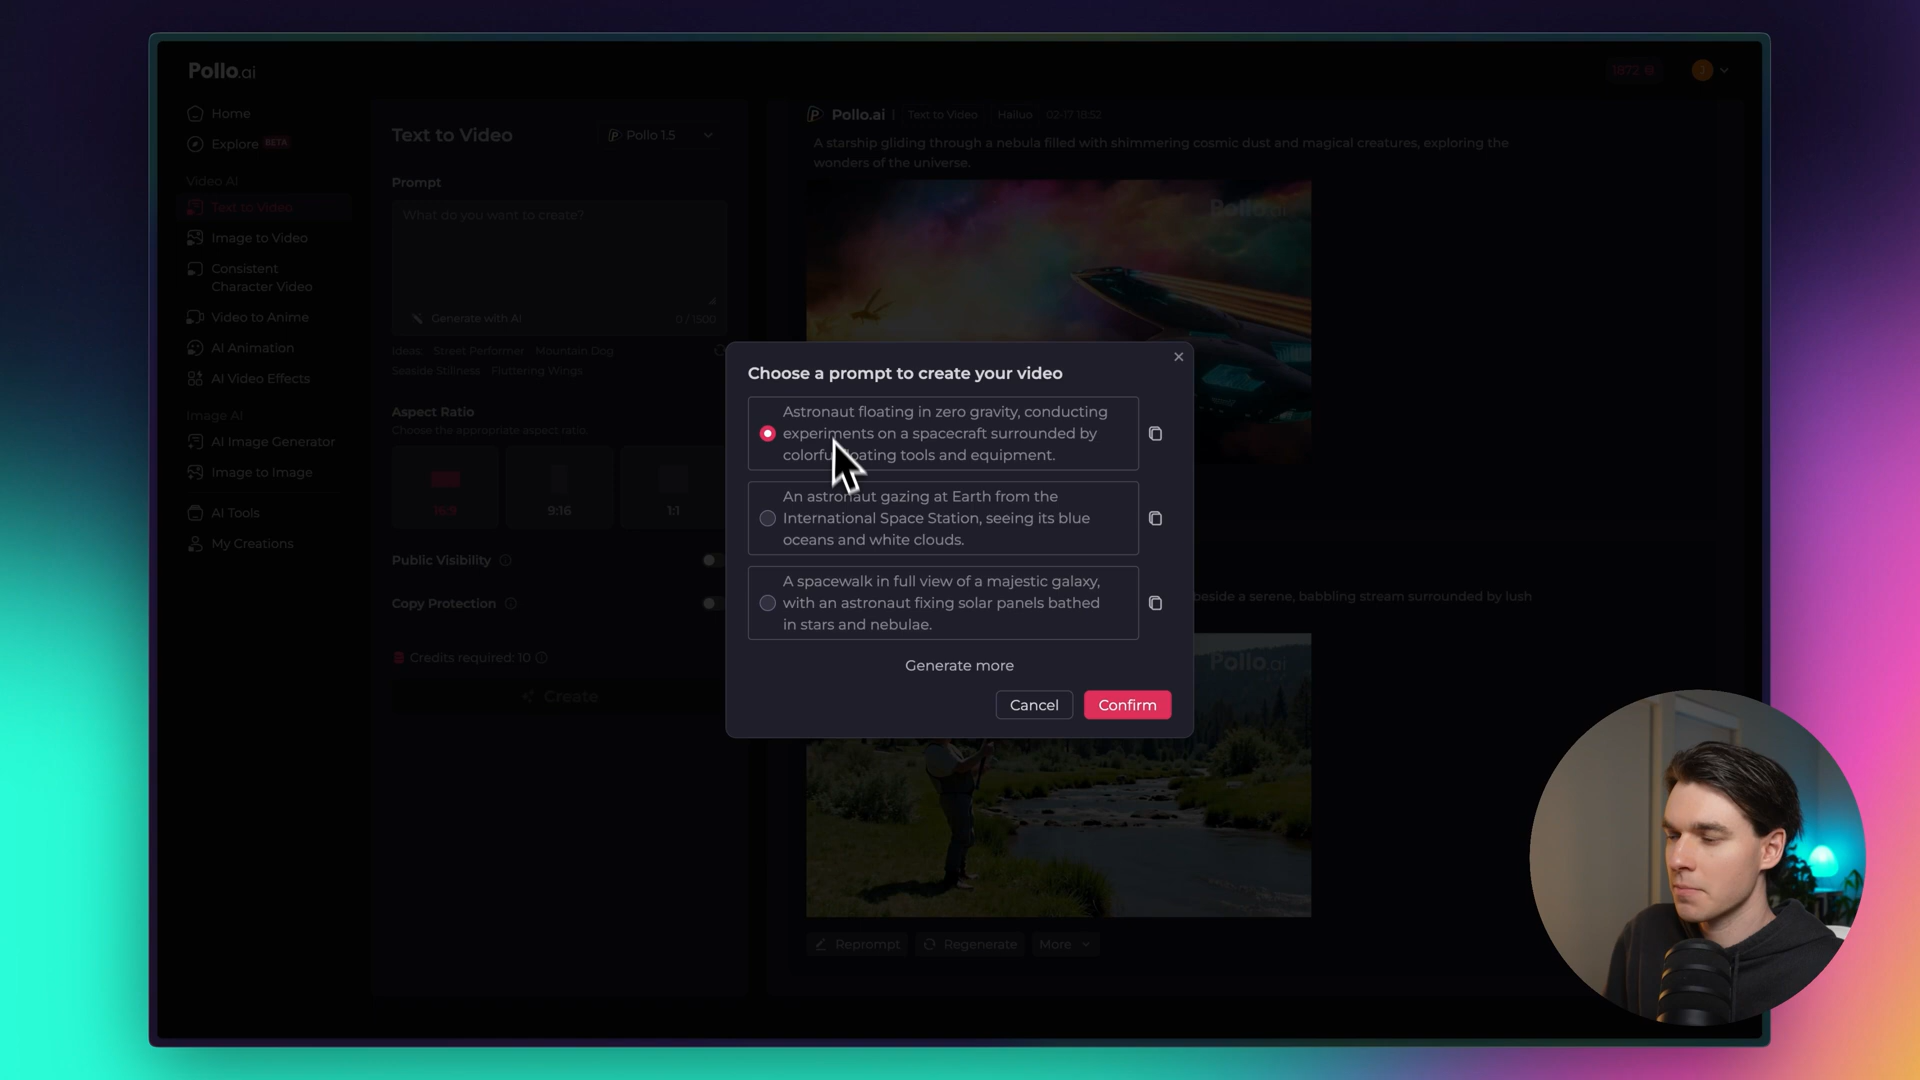 Pollo.ai
1672
J
Home
Explore BETA
Video AI
Text to Video
Image to Video
Consistent
Character Video
Video to Anime
AI Animation
AI Video Effects
Image AI
AI Image Generator
Image to Image
AI Tools
My Creations
Text to Video
Pollo 1.5
Prompt
What do you want to create?
Generate with AI
0 / 1500
Ideas: Street Performer Mountain Dog
Seaside Stillness Fluttering Wings
Aspect Ratio
Choose the appropriate aspect ratio.
16:9
9:16
1:1
Public Visibility
Copy Protection
Credits required: 10
Create
Pollo.ai | Text to Video Hailuo 02-17 18:52
A starship gliding through a nebula filled with shimmering cosmic dust and magical creatures, exploring the
wonders of the universe.
Pollo.ai
Choose a prompt to create your video
Astronaut floating in zero gravity, conducting
experiments on a spacecraft surrounded by
floating tools and equipment.
An astronaut gazing at Earth from the
International Space Station, seeing its blue
oceans and white clouds.
A spacewalk in full view of a majestic galaxy,
with an astronaut fixing solar panels bathed
in stars and nebulae.
Generate more
Cancel
Confirm
beside a serene, babbling stream surrounded by lush
Pollo.ai
Reprompt
Regenerate
More